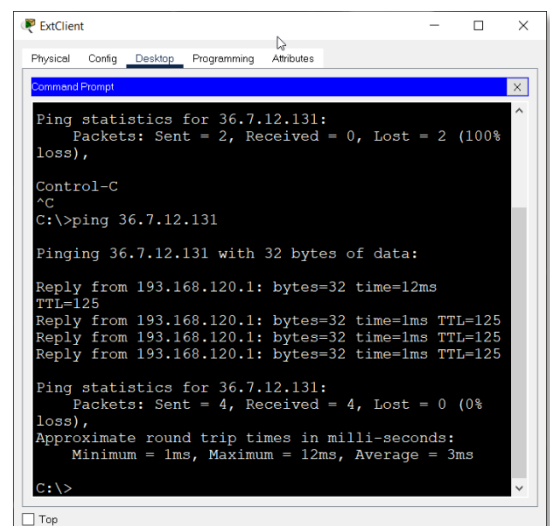 ExtClient
Physical Config Desktop Programming Attributes
Command Prompt
Ping statistics for 36.7.12.131:
Packets: Sent = 2, Received = 0, Lost = 2 (100%
loss),
Control-C
^C
C:\>ping 36.7.12.131
Pinging 36.7.12.131 with 32 bytes of data:
Reply from 193.168.120.1: bytes=32 time=12ms
TTL=125
Reply from 193.168.120.1: bytes=32 time=1ms TTL=125
Reply from 193.168.120.1: bytes=32 time=1ms TTL=125
Reply from 193.168.120.1: bytes=32 time=1ms TTL=125
Ping statistics for 36.7.12.131:
Packets: Sent = 4, Received = 4, Lost = 0 (0%
loss),
Approximate round trip times in milli-seconds:
Minimum = 1ms, Maximum = 12ms, Average = 3ms
C:\>
Top